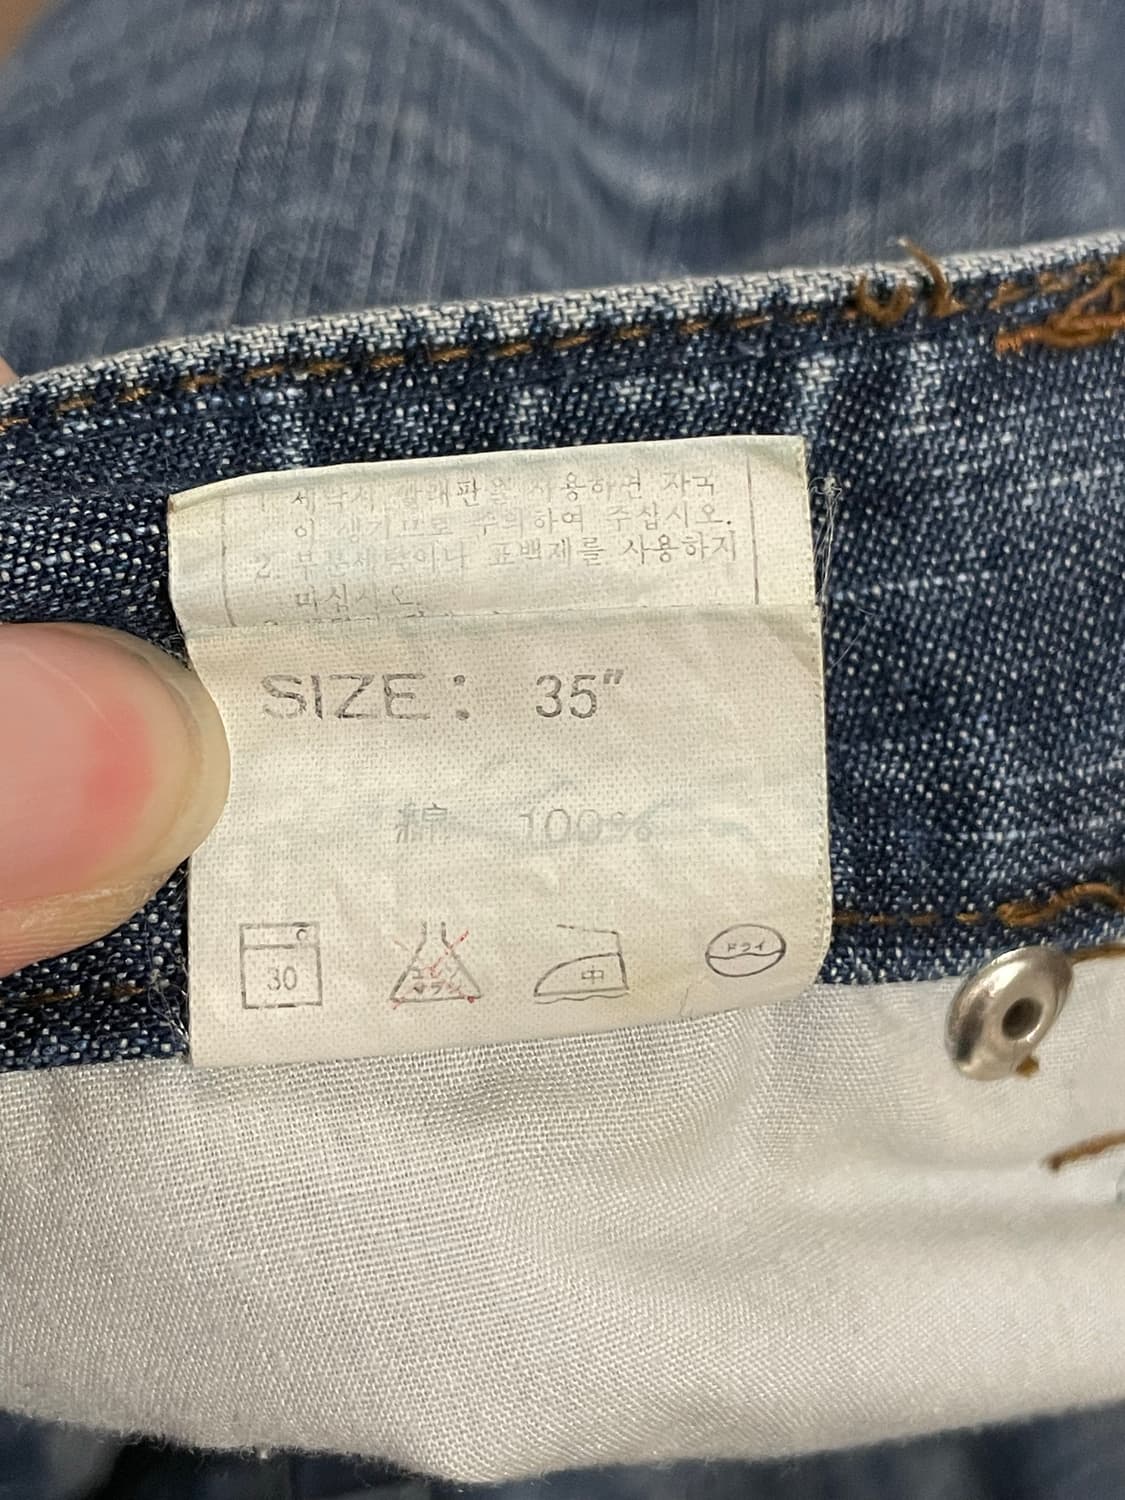 1. 세탁시 빨래판을 사용하면 자국
이 생기므로 주의하여 주십시오.
2. 부분세탁이나 표백제를 사용하지
마십시오.
SIZE : 35"
綿 100%
30
中
ドライ